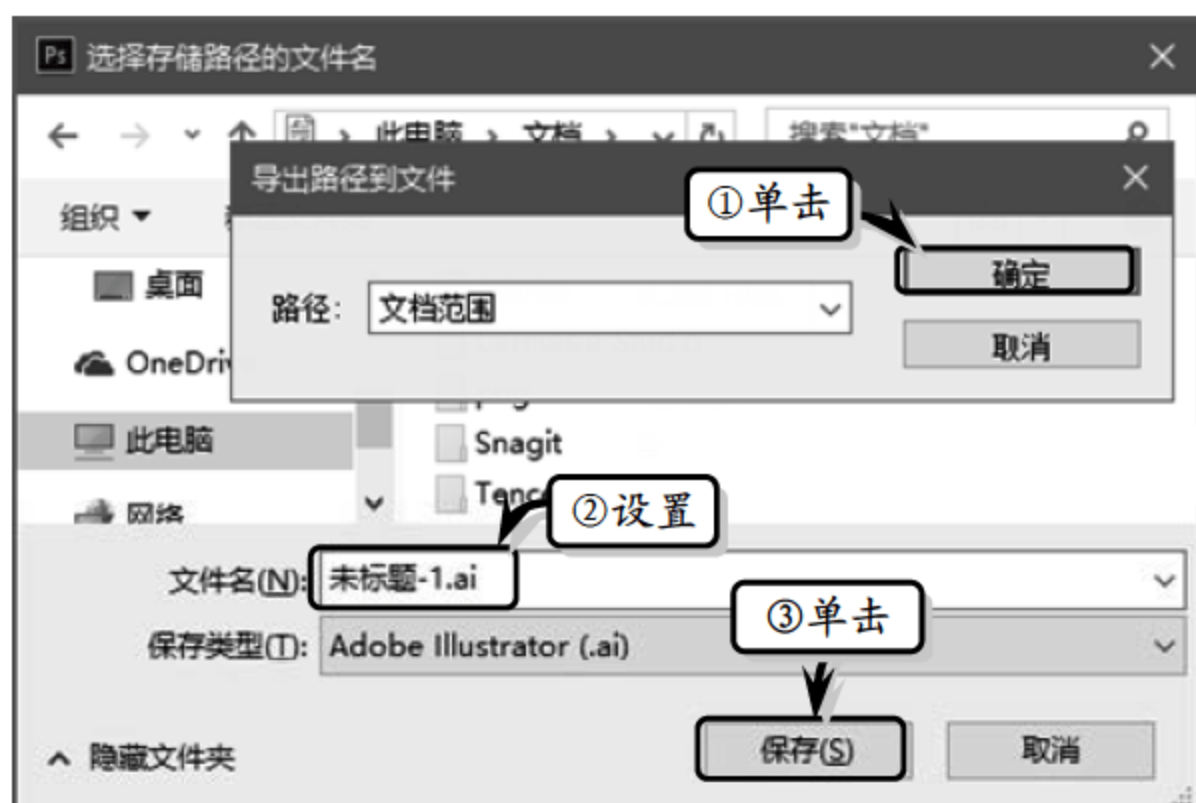 Ps 选择存储路径的文件名
此电脑 文档 搜索"文档"
导出路径到文件
①单击
组织
确定
桌面
路径: 文档范围
取消
OneDriv
此电脑
Snagit
Tenc
②设置
网络
文件名(N): 未标题-1.ai
③单击
保存类型(T): Adobe Illustrator (.ai)
隐藏文件夹 保存(S) 取消